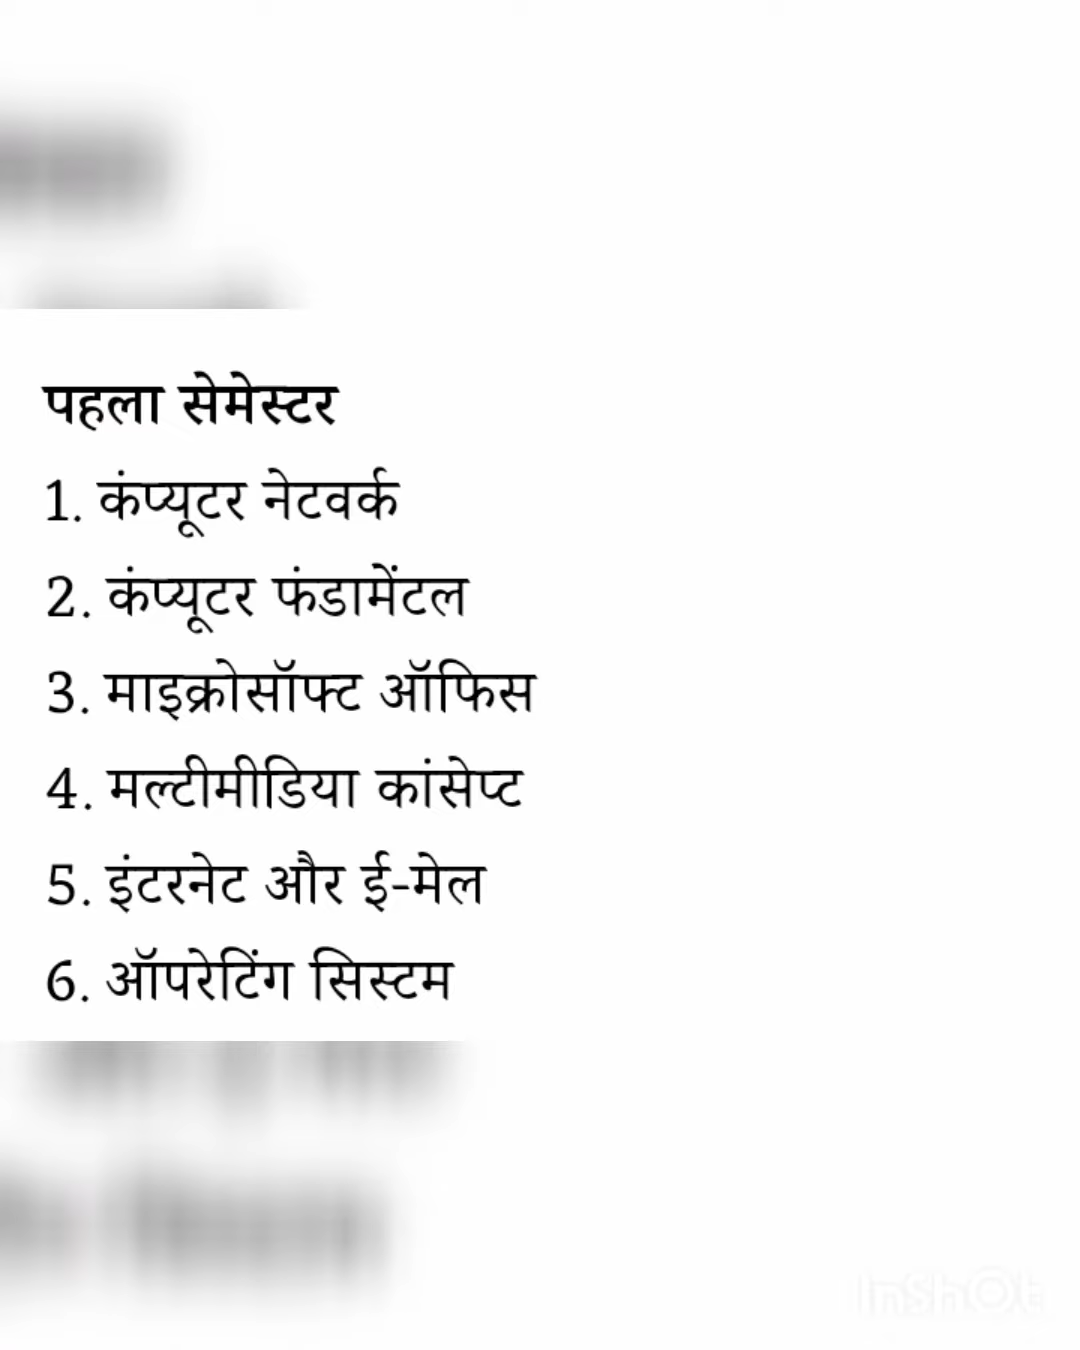 पहला सेमेस्टर
1. कंप्यूटर नेटवर्क
2. कंप्यूटर फंडामेंटल
3. माइक्रोसॉफ्ट ऑफिस
4. मल्टीमीडिया कांसेप्ट
5. इंटरनेट और ई-मेल
6. ऑपरेटिंग सिस्टम
InShOt